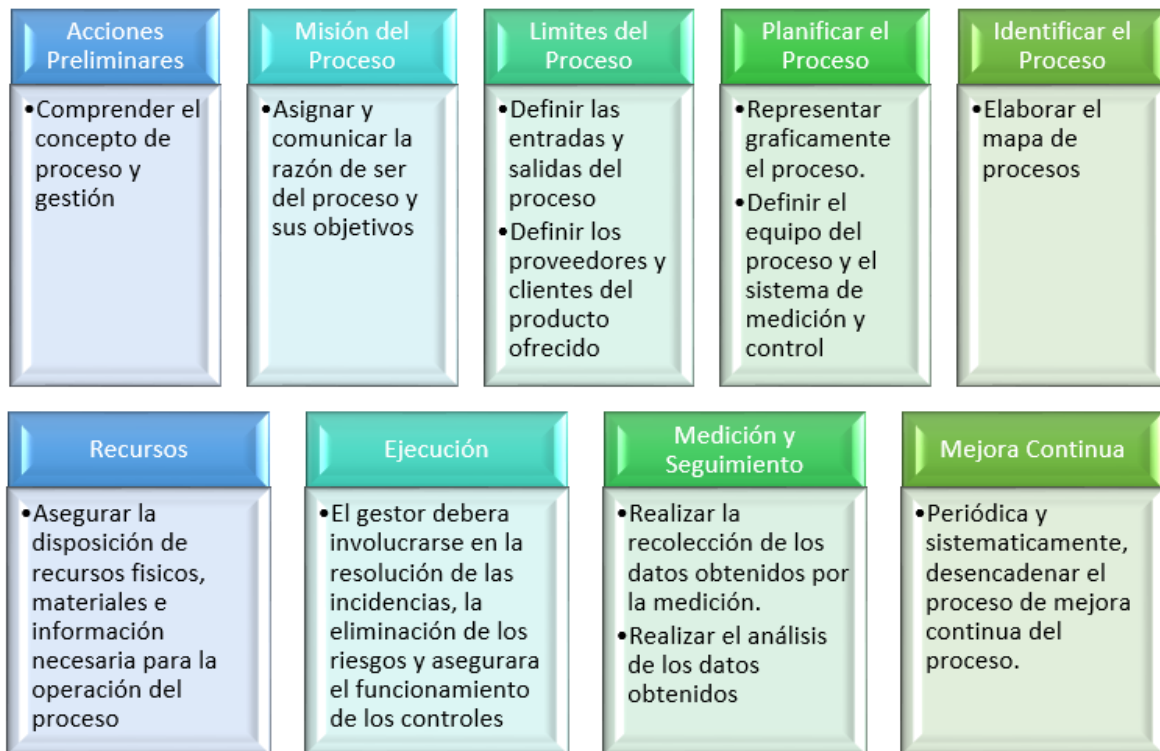 Acciones
Preliminares
•Comprender el
concepto de
proceso y
gestión
Misión del
Proceso
•Asignar y
comunicar la
razón de ser
del proceso y
sus objetivos
Limites del
Proceso
•Definir las
entradas y
salidas del
proceso
•Definir los
proveedores y
clientes del
producto
ofrecido
Planificar el
Proceso
•Representar
graficamente
el proceso.
•Definir el
equipo del
proceso y el
sistema de
medición y
control
Identificar el
Proceso
•Elaborar el
mapa de
procesos
Recursos
•Asegurar la
disposición de
recursos fisicos,
materiales e
información
necesaria para la
operación del
proceso
Ejecución
•El gestor debera
involucrarse en la
resolución de las
incidencias, la
eliminación de los
riesgos y asegurara
el funcionamiento
de los controles
Medición y
Seguimiento
•Realizar la
recolección de los
datos obtenidos por
la medición.
•Realizar el análisis
de los datos
obtenidos
Mejora Continua
•Periódica y
sistematicamente,
desencadenar el
proceso de mejora
continua del
proceso.